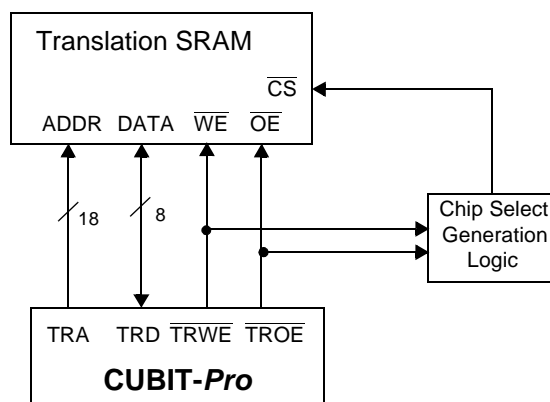 Translation SRAM
CS
ADDR DATA WE OE
18
8
Chip Select
Generation
Logic
TRA TRD TRWE TROE
CUBIT-Pro